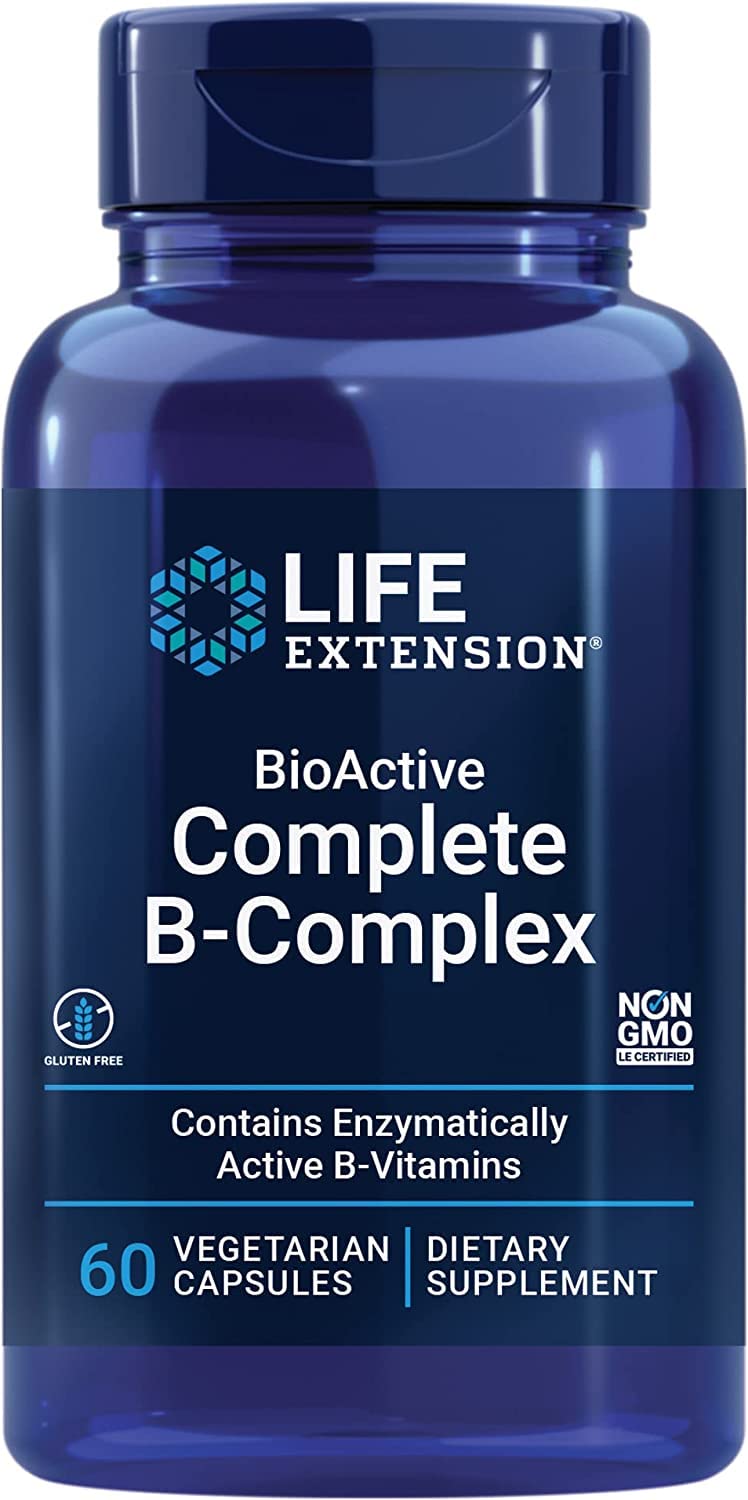 LIFE
EXTENSION®
BioActive
Complete
B-Complex
GLUTEN FREE
NON
GMO
LE CERTIFIED
Contains Enzymatically
Active B-Vitamins
60 VEGETARIAN
CAPSULES
DIETARY
SUPPLEMENT